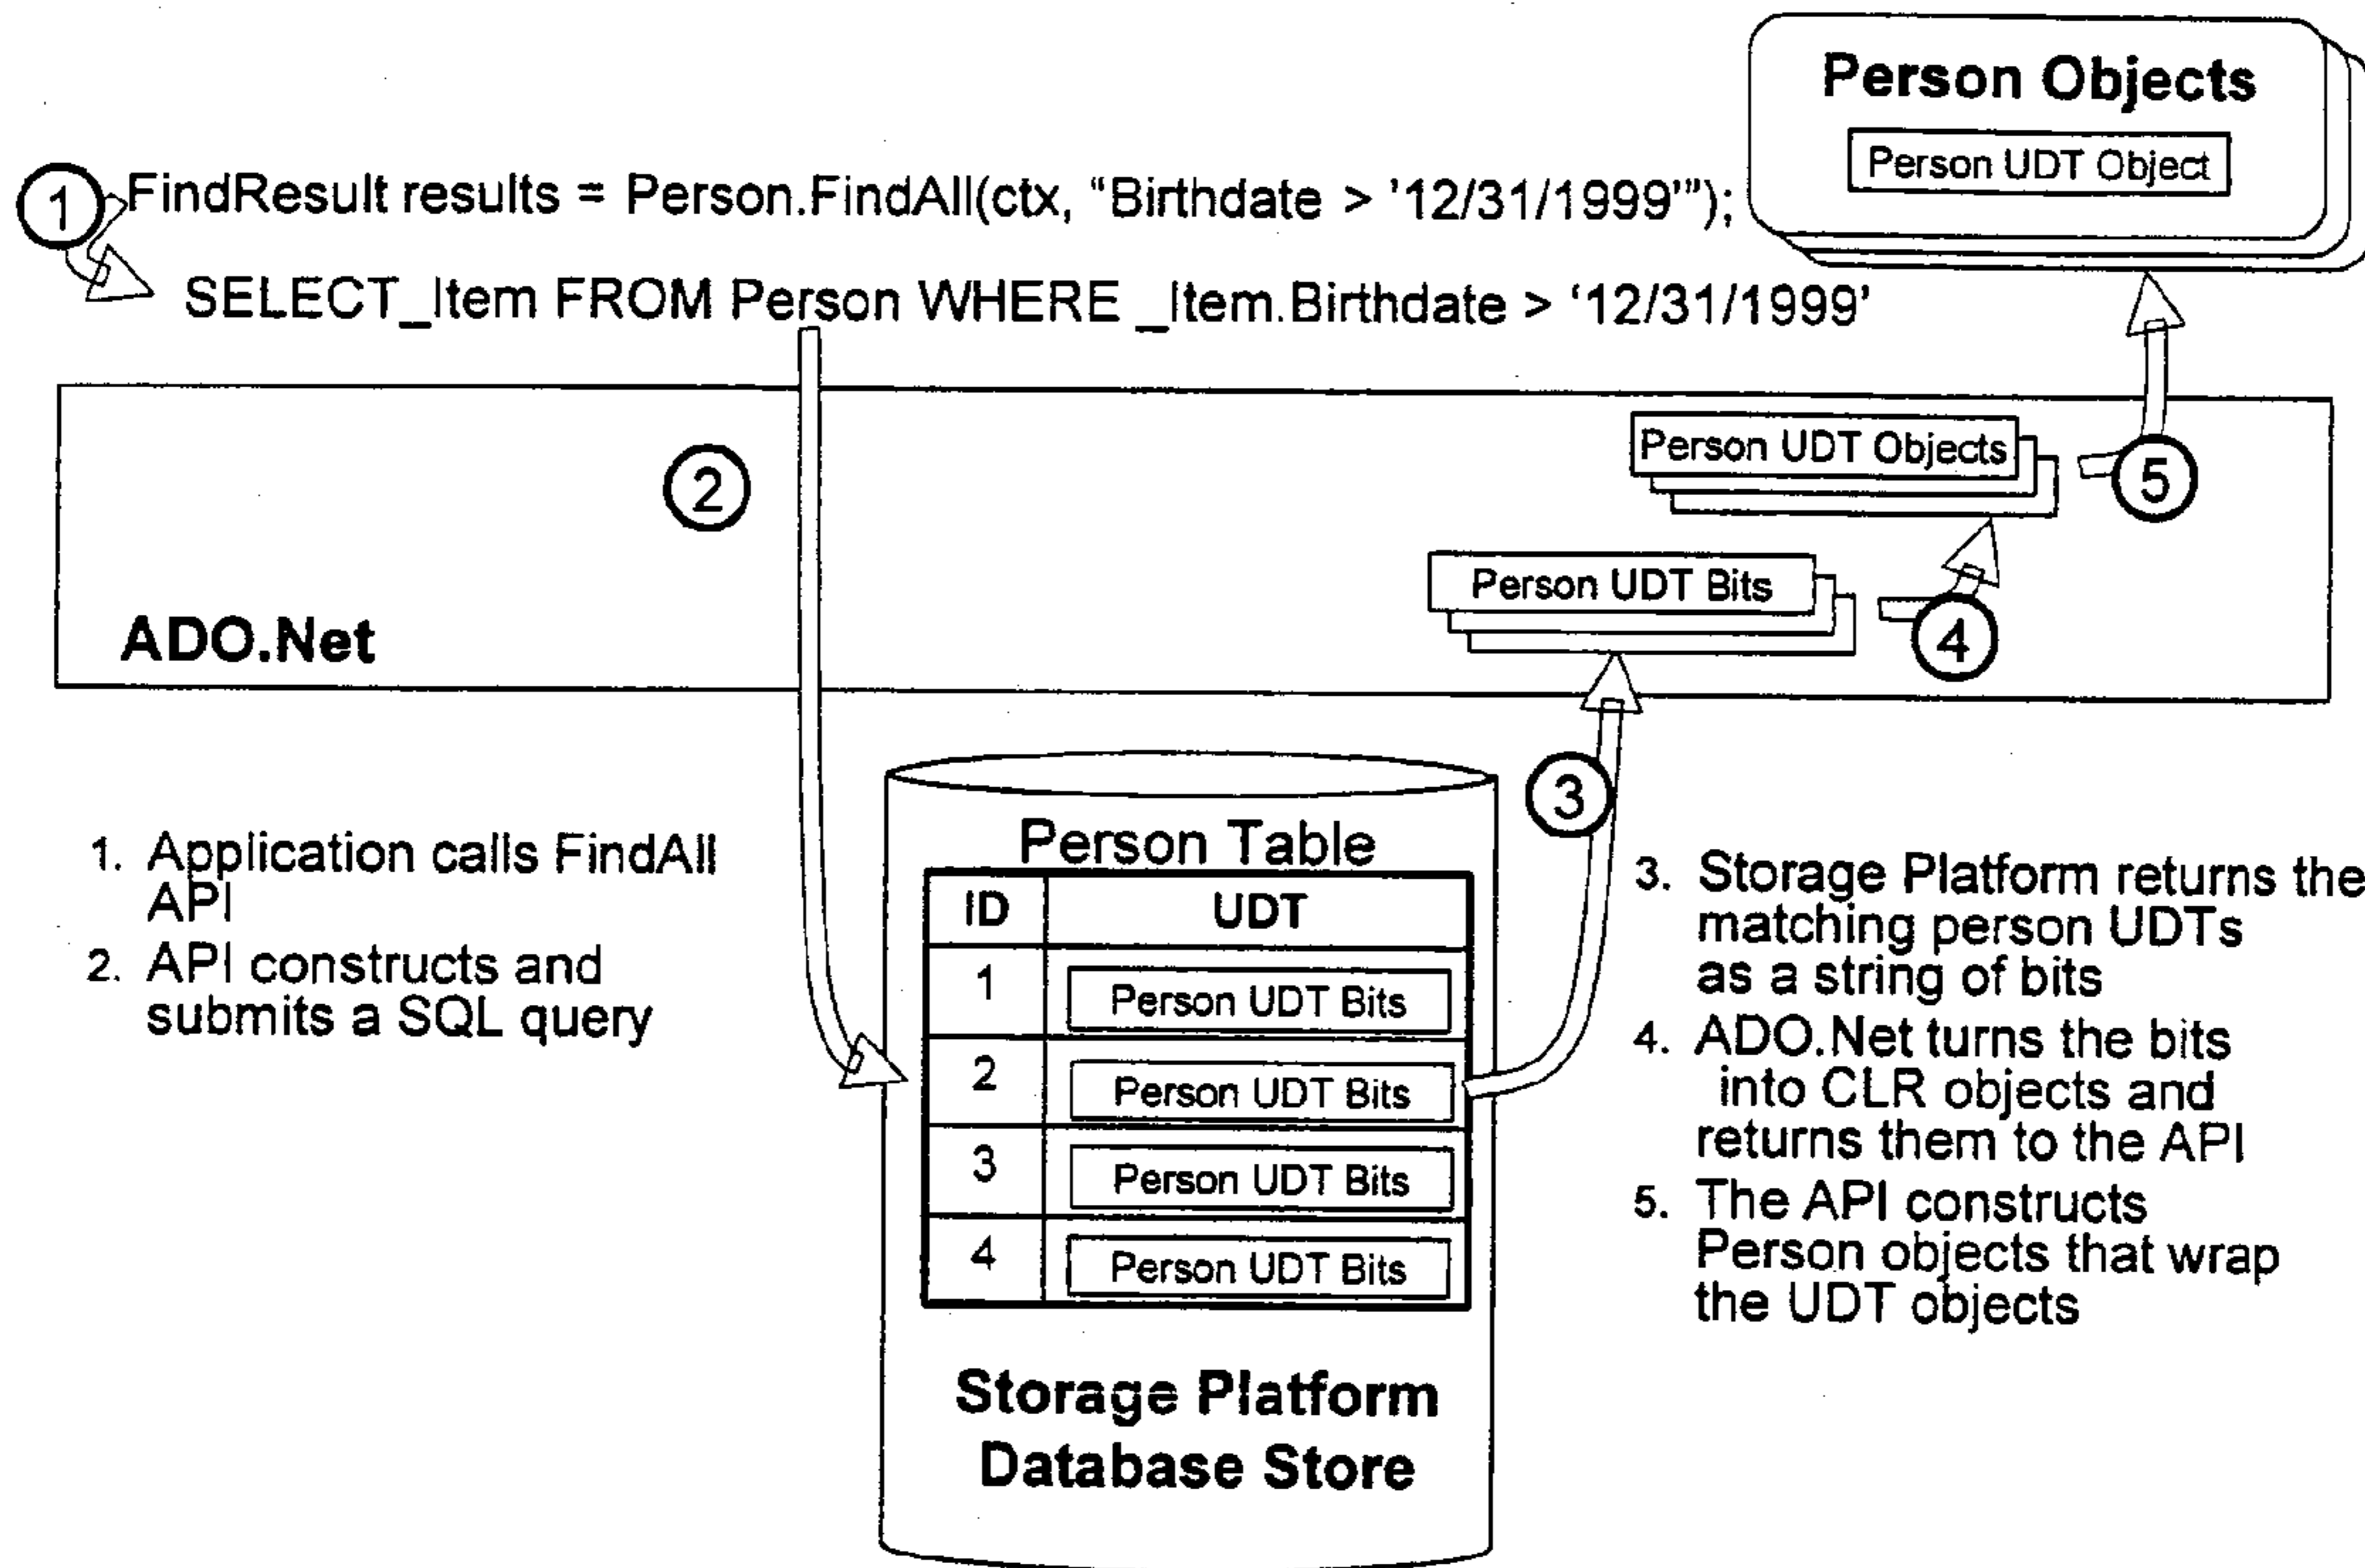 Person Objects
Person UDT Object
1
FindResult results = Person.FindAll(ctx, “Birthdate > '12/31/1999'”);
SELECT_Item FROM Person WHERE _Item.Birthdate > ‘12/31/1999’
2
Person UDT Objects
5
Person UDT Bits
4
ADO.Net
3
1. Application calls FindAll
API
2. API constructs and
submits a SQL query
Person Table
ID UDT
1 Person UDT Bits
2 Person UDT Bits
3 Person UDT Bits
4 Person UDT Bits
Storage Platform
Database Store
3. Storage Platform returns the
matching person UDTs
as a string of bits
4. ADO.Net turns the bits
into CLR objects and
returns them to the API
5. The API constructs
Person objects that wrap
the UDT objects